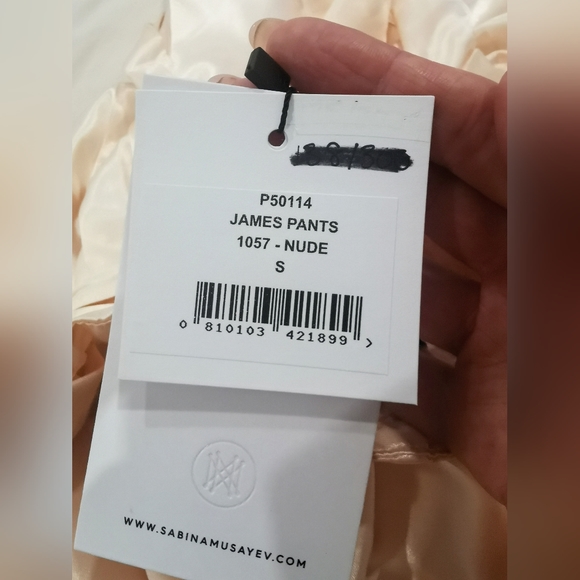 P50114
JAMES PANTS
1057 - NUDE
S
0 810103 421899 >
WWW.SABINAMUSAYEV.COM